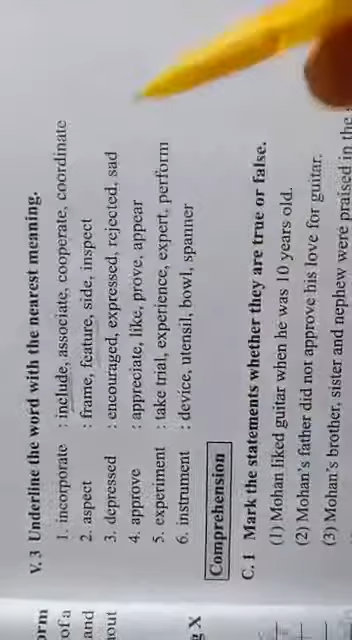 V.3 Underline the word with the nearest menning.
1. incorporate : include, associate, cooperate, coordinate
2. aspect : frame, feature, side, inspect
3. depressed : encouraged, expressed, rejected, sad
4. approve : appreciate, like, prove, appear
5. experiment : take trial, experience, expert, perform
6. instrument : device, utensil, bowl, spanner
Comprehension
C.1 Mark the statements whether they are true or false.
(1) Mohan liked guitar when he was 10 years old.
(2) Mohan's father did not approve his love for guitar.
(3) Mohan's brother, sister and nephew were praised in the
of a
and